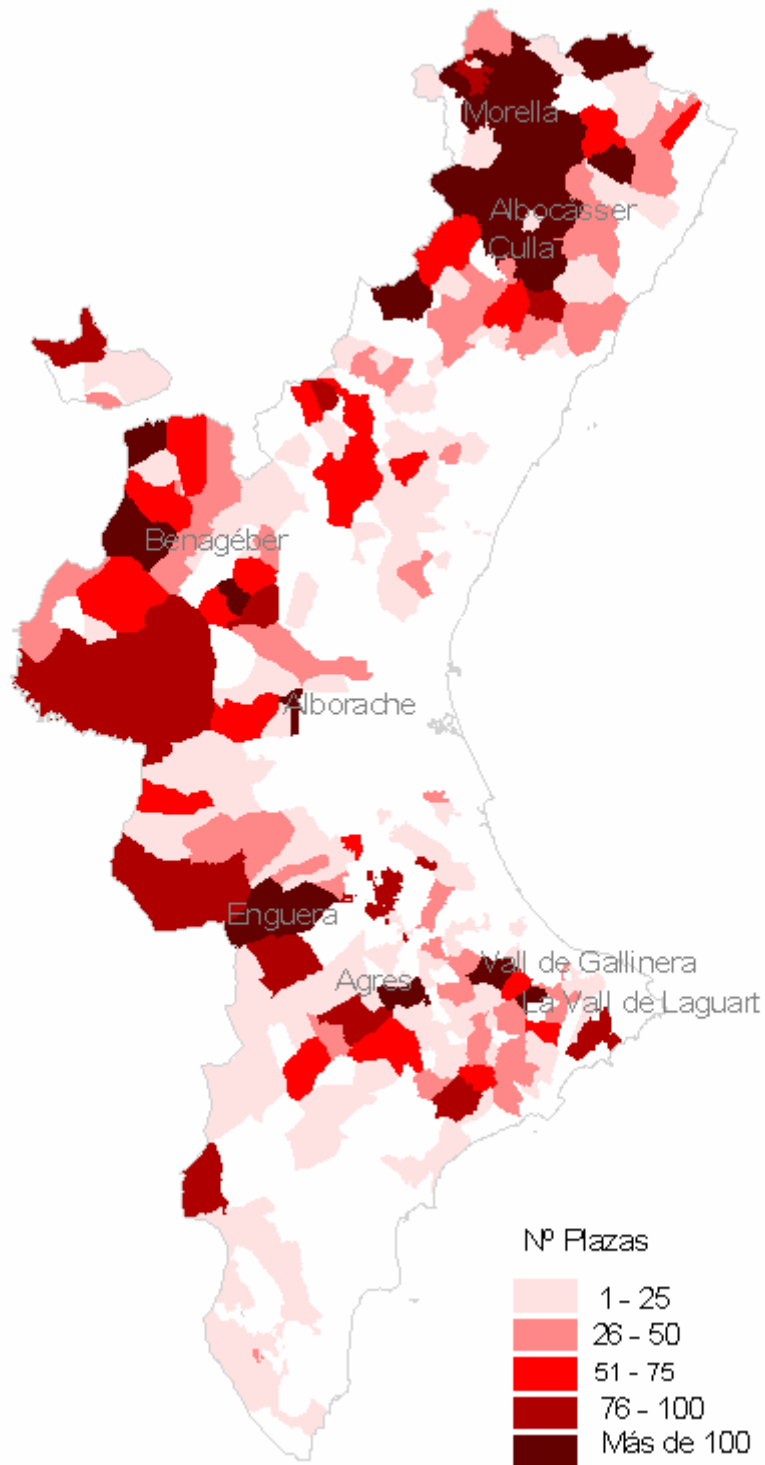 Morella
Albocásser
Culla
Benagéber
Alborache
Enguera
Vall de Gallinera
Agres
La Vall de Laguart
Nº Plazas
1 - 25
26 - 50
51 - 75
76 - 100
Más de 100